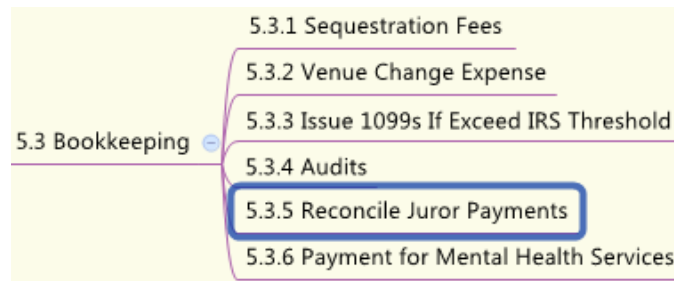 5.3.1 Sequestration Fees
5.3.2 Venue Change Expense
5.3.3 Issue 1099s If Exceed IRS Threshold
5.3 Bookkeeping
5.3.4 Audits
5.3.5 Reconcile Juror Payments
5.3.6 Payment for Mental Health Services